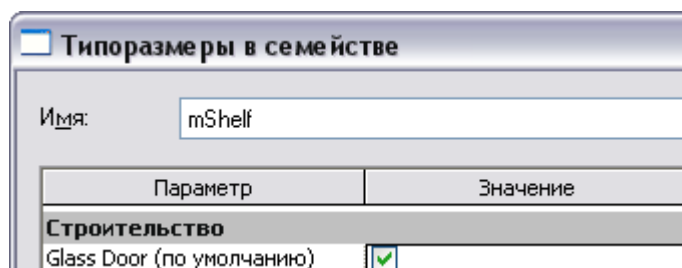 Типоразмеры в семействе
Имя: mShelf
Параметр Значение
Строительство
Glass Door (по умолчанию)